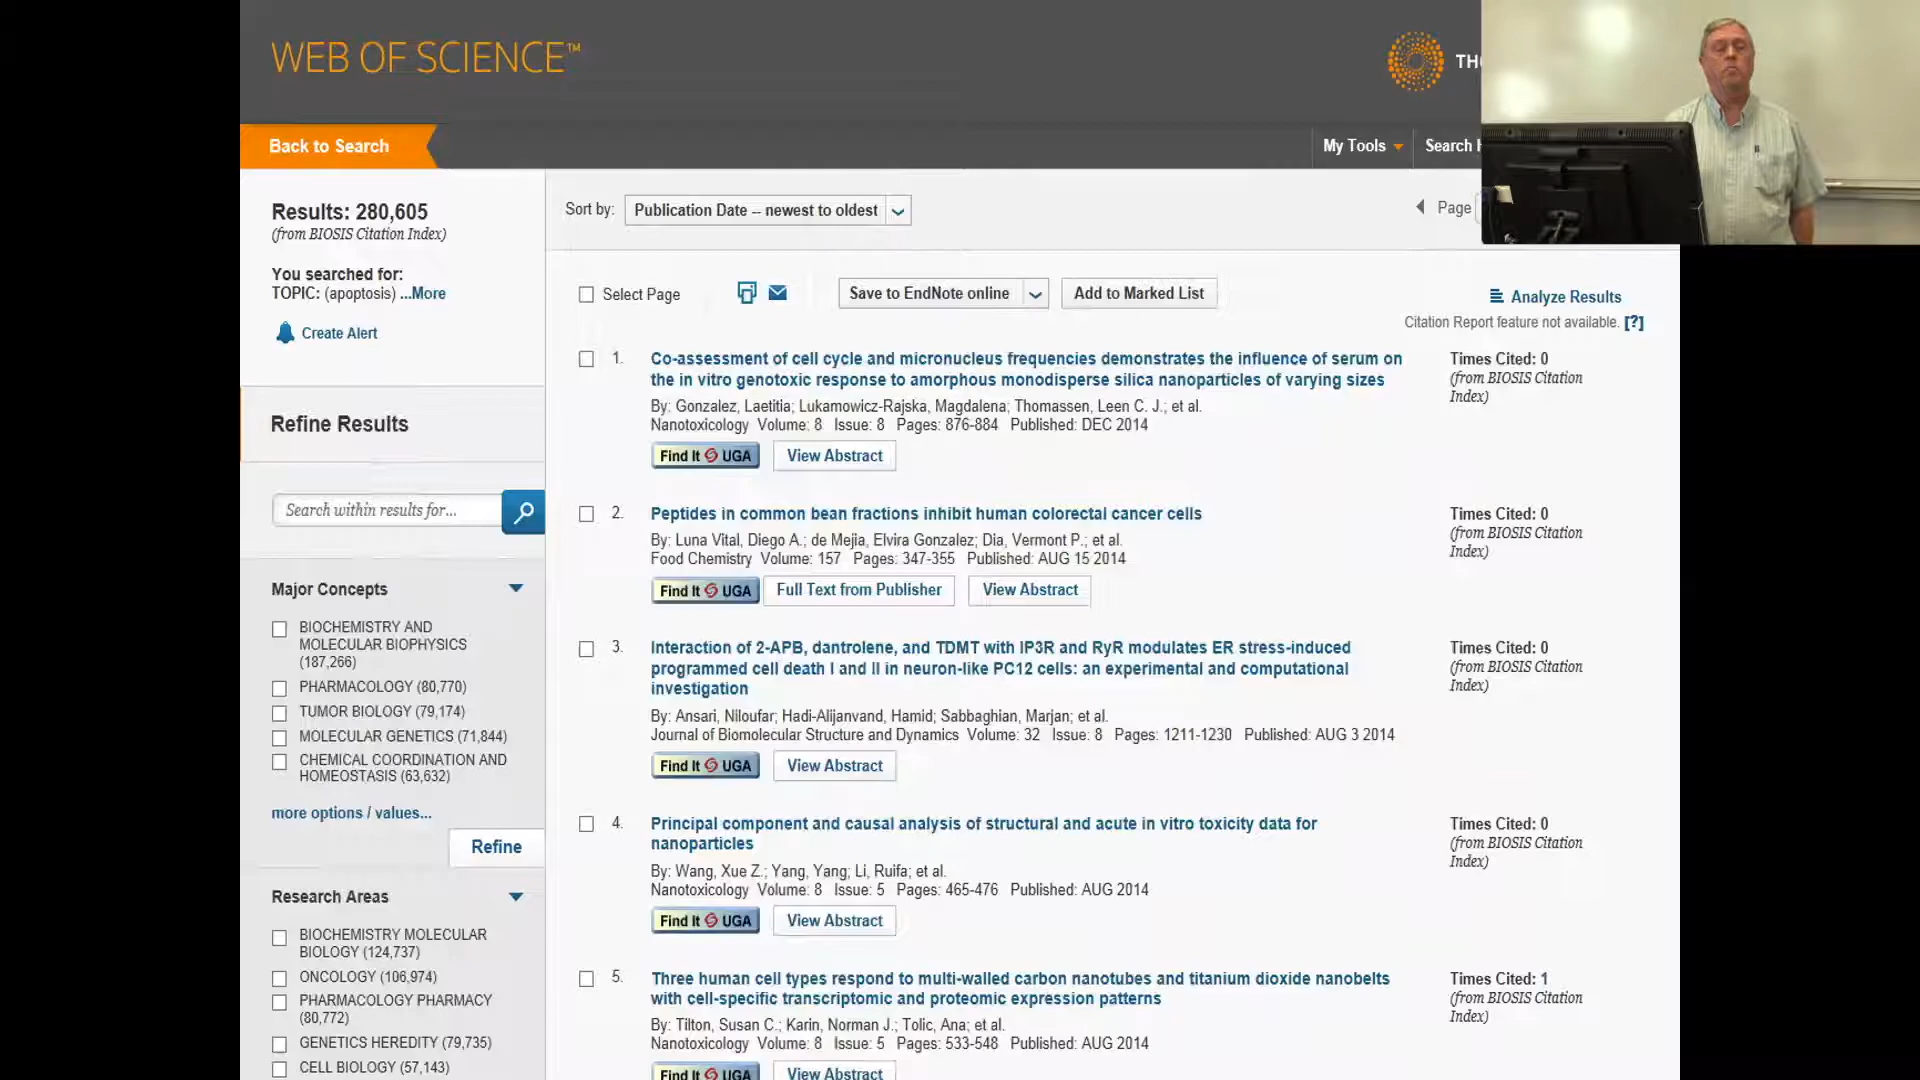 WEB OF SCIENCE™
Back to Search
My Tools
Search
Results: 280,605
(from BIOSIS Citation Index)
You searched for:
TOPIC: (apoptosis) ...More
Create Alert
Refine Results
Search within results for...
Major Concepts
BIOCHEMISTRY AND
MOLECULAR BIOPHYSICS
(187,266)
PHARMACOLOGY (80,770)
TUMOR BIOLOGY (79,174)
MOLECULAR GENETICS (71,844)
CHEMICAL COORDINATION AND
HOMEOSTASIS (63,632)
more options / values...
Refine
Research Areas
BIOCHEMISTRY MOLECULAR
BIOLOGY (124,737)
ONCOLOGY (106,974)
PHARMACOLOGY PHARMACY
(80,772)
GENETICS HEREDITY (79,735)
CELL BIOLOGY (57,143)
Sort by: Publication Date -- newest to oldest
Page
Select Page
Save to EndNote online
Add to Marked List
Analyze Results
Citation Report feature not available. [?]
1. Co-assessment of cell cycle and micronucleus frequencies demonstrates the influence of serum on
the in vitro genotoxic response to amorphous monodisperse silica nanoparticles of varying sizes
By: Gonzalez, Laetitia; Lukamowicz-Rajska, Magdalena; Thomassen, Leen C. J.; et al.
Nanotoxicology Volume: 8 Issue: 8 Pages: 876-884 Published: DEC 2014
Find It UGA View Abstract
Times Cited: 0
(from BIOSIS Citation
Index)
2. Peptides in common bean fractions inhibit human colorectal cancer cells
By: Luna Vital, Diego A.; de Mejia, Elvira Gonzalez; Dia, Vermont P.; et al.
Food Chemistry Volume: 157 Pages: 347-355 Published: AUG 15 2014
Find It UGA Full Text from Publisher View Abstract
Times Cited: 0
(from BIOSIS Citation
Index)
3. Interaction of 2-APB, dantrolene, and TDMT with IP3R and RyR modulates ER stress-induced
programmed cell death I and II in neuron-like PC12 cells: an experimental and computational
investigation
By: Ansari, Niloufar; Hadi-Alijanvand, Hamid; Sabbaghian, Marjan; et al.
Journal of Biomolecular Structure and Dynamics Volume: 32 Issue: 8 Pages: 1211-1230 Published: AUG 3 2014
Find It UGA View Abstract
Times Cited: 0
(from BIOSIS Citation
Index)
4. Principal component and causal analysis of structural and acute in vitro toxicity data for
nanoparticles
By: Wang, Xue Z.; Yang, Yang; Li, Ruifa; et al.
Nanotoxicology Volume: 8 Issue: 5 Pages: 465-476 Published: AUG 2014
Find It UGA View Abstract
Times Cited: 0
(from BIOSIS Citation
Index)
5. Three human cell types respond to multi-walled carbon nanotubes and titanium dioxide nanobelts
with cell-specific transcriptomic and proteomic expression patterns
By: Tilton, Susan C.; Karin, Norman J.; Tolic, Ana; et al.
Nanotoxicology Volume: 8 Issue: 5 Pages: 533-548 Published: AUG 2014
Find It UGA View Abstract
Times Cited: 1
(from BIOSIS Citation
Index)